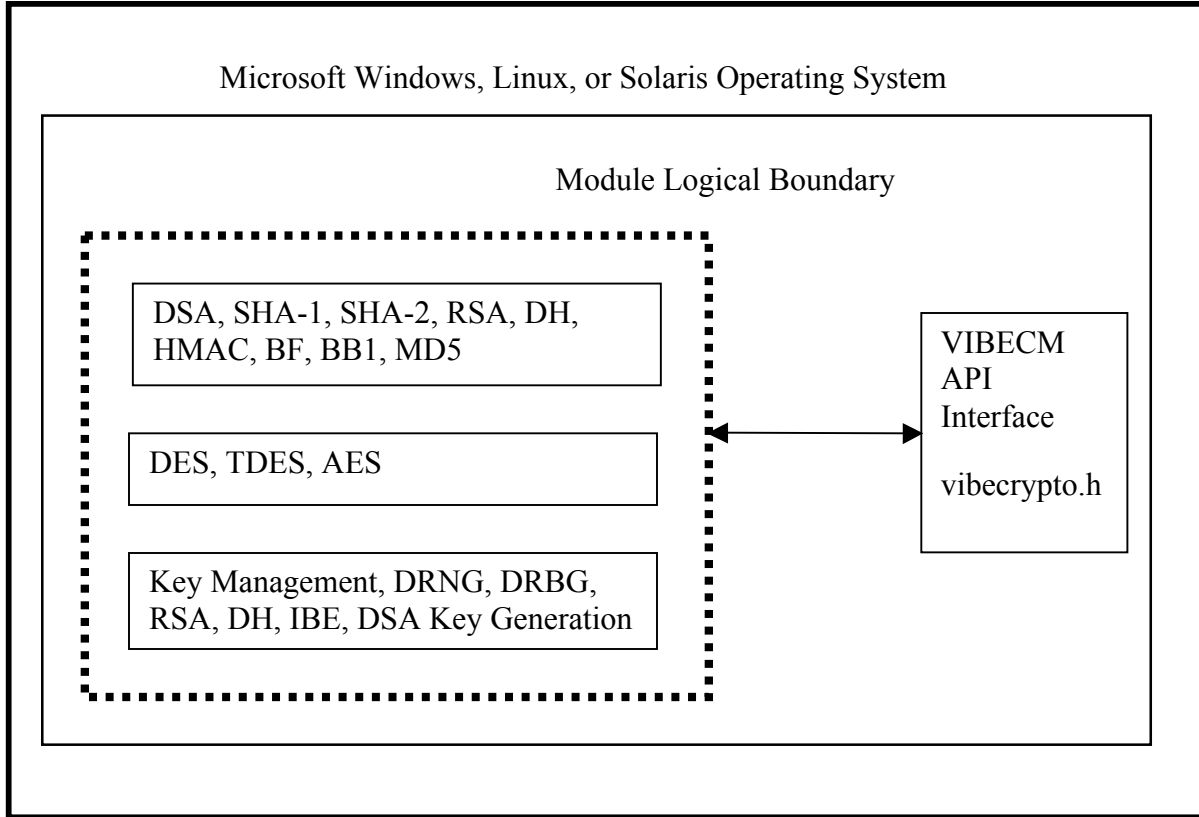 Microsoft Windows, Linux, or Solaris Operating System
Module Logical Boundary
DSA, SHA-1, SHA-2, RSA, DH,
HMAC, BF, BB1, MD5
DES, TDES, AES
Key Management, DRNG, DRBG,
RSA, DH, IBE, DSA Key Generation
VIBECM
API
Interface
vibecrypto.h